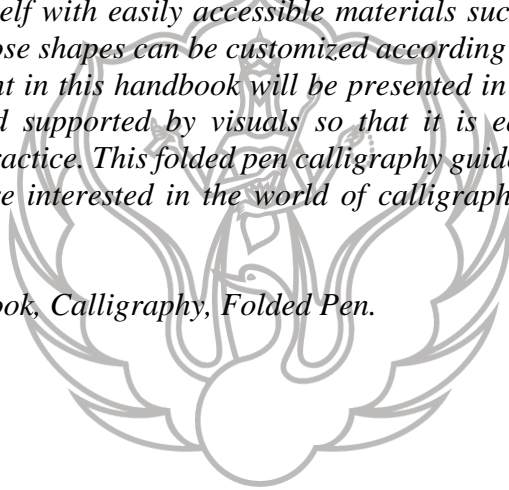 elf with easily accessible materials suc
ose shapes can be customized according
nt in this handbook will be presented in
d supported by visuals so that it is ea
ractice. This folded pen calligraphy guide
e interested in the world of calligraph
ok, Calligraphy, Folded Pen.